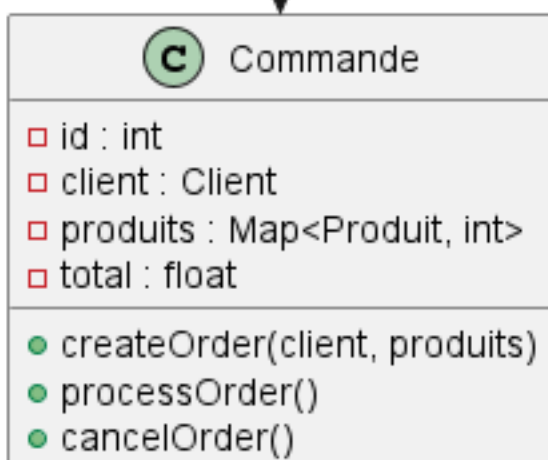 C Commande
id : int
client : Client
produits : Map<Produit, int>
total : float
createOrder(client, produits)
processOrder()
cancelOrder()